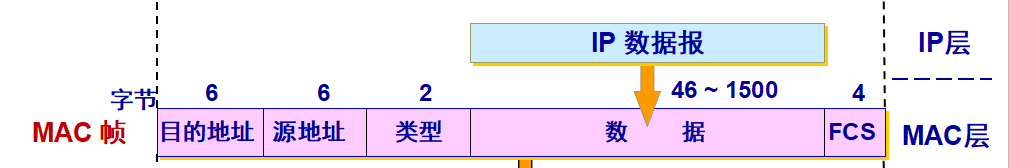 IP 数据报
IP层
字节 6 6 2 46 ~ 1500 4
MAC 帧 目的地址 源地址 类型 数 据 FCS MAC层